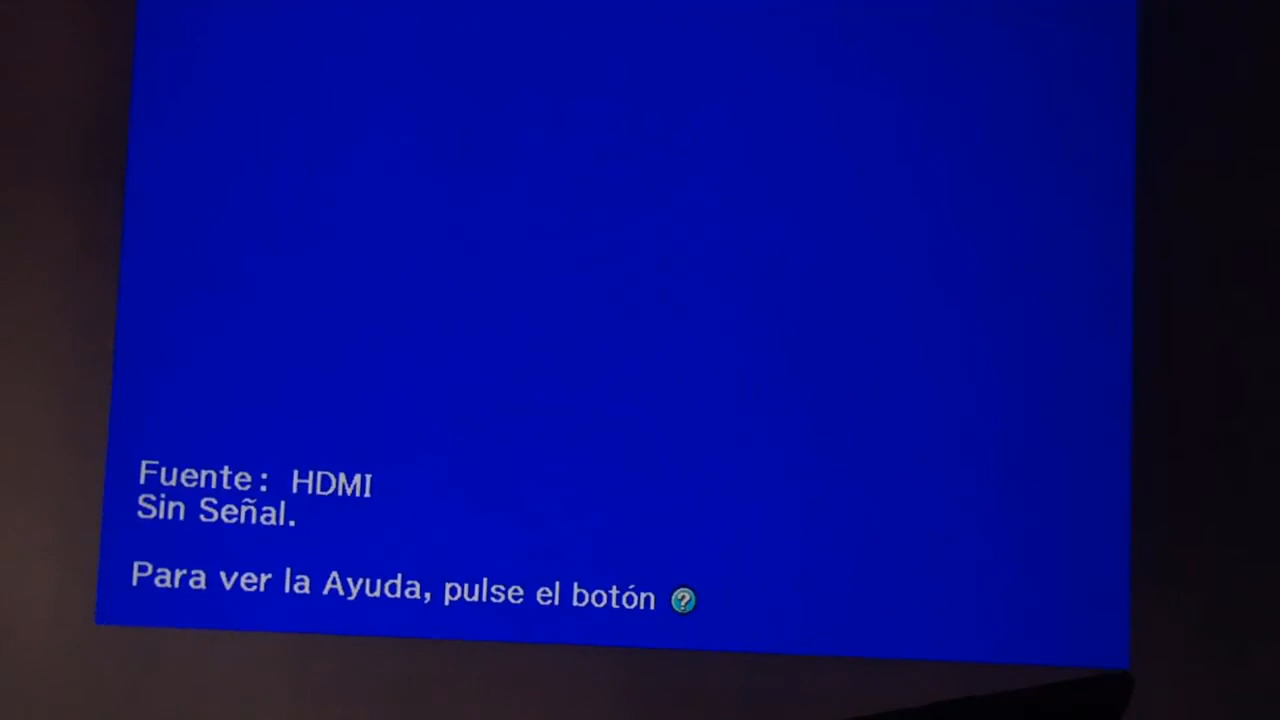 Fuente: HDMI
Sin Señal.
Para ver la Ayuda, pulse el botón ?